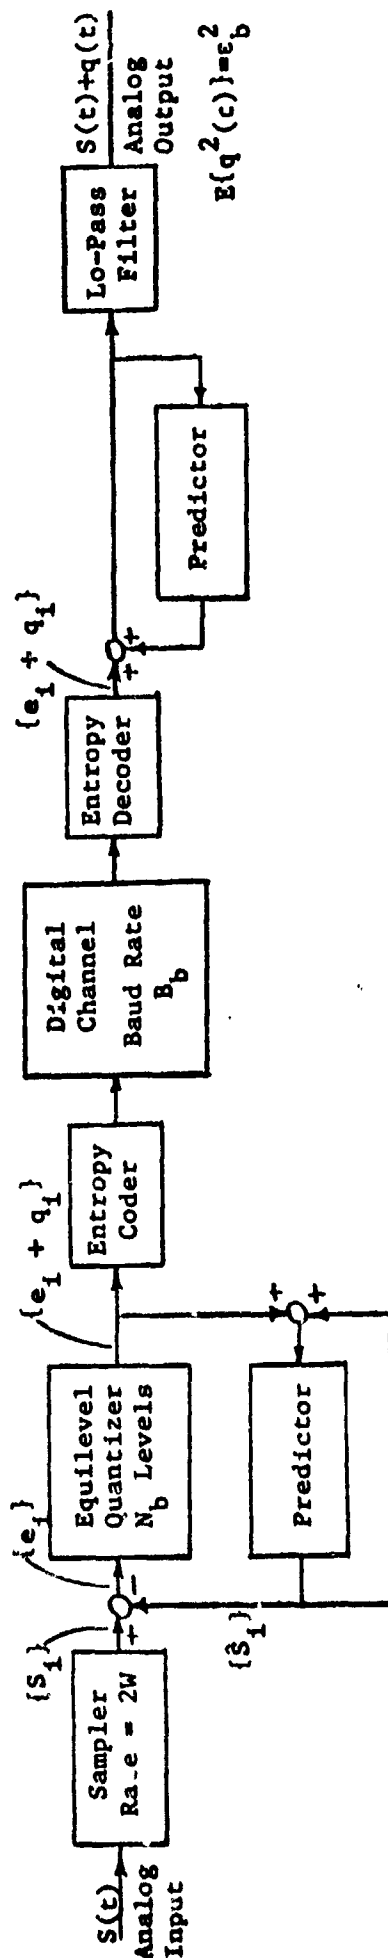 S(t)
Analog
Input
Sampler
Ra.e = 2W
{S_i}
{e_i}
{Ŝ_i}
Equilevel
Quantizer
N_b Levels
Predictor
{e_i + q_i}
Entropy
Coder
Digital
Channel
Baud Rate
B_b
Entropy
Decoder
{e_i + q_i}
Predictor
Lo-Pass
Filter
S(t)+q(t)
Analog
Output
E{q²(c)}=ε_b²
+
−
+
+
+
+